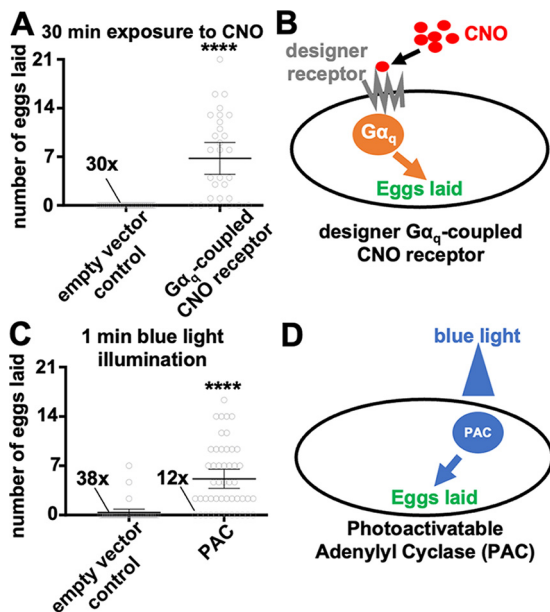 A
30 min exposure to CNO
number of eggs laid
21
14
7
0
30x
****
empty vector
control
Gαq-coupled
CNO receptor
B
CNO
designer
receptor
Gαq
Eggs laid
designer Gαq-coupled
CNO receptor
C
1 min blue light
illumination
number of eggs laid
21
14
7
0
38x
12x
****
empty vector
control
PAC
D
blue light
PAC
Eggs laid
Photoactivatable
Adenylyl Cyclase (PAC)